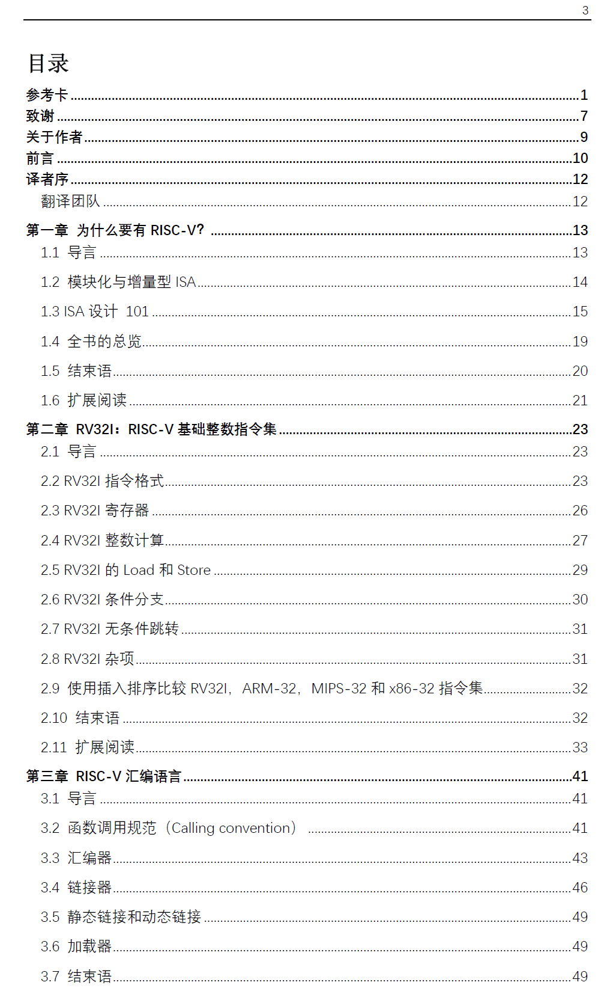 3
目录
参考卡 ........ 1
致谢 ........ 7
关于作者 ........ 9
前言 ........ 10
译者序 ........ 12
翻译团队 ........ 12
第一章 为什么要有 RISC-V？ ........ 13
1.1 导言 ........ 13
1.2 模块化与增量型 ISA ........ 14
1.3 ISA 设计 101 ........ 15
1.4 全书的总览 ........ 19
1.5 结束语 ........ 20
1.6 扩展阅读 ........ 21
第二章 RV32I：RISC-V 基础整数指令集 ........ 23
2.1 导言 ........ 23
2.2 RV32I 指令格式 ........ 23
2.3 RV32I 寄存器 ........ 26
2.4 RV32I 整数计算 ........ 27
2.5 RV32I 的 Load 和 Store ........ 29
2.6 RV32I 条件分支 ........ 30
2.7 RV32I 无条件跳转 ........ 31
2.8 RV32I 杂项 ........ 31
2.9 使用插入排序比较 RV32I，ARM-32，MIPS-32 和 x86-32 指令集 ........ 32
2.10 结束语 ........ 32
2.11 扩展阅读 ........ 33
第三章 RISC-V 汇编语言 ........ 41
3.1 导言 ........ 41
3.2 函数调用规范（Calling convention） ........ 41
3.3 汇编器 ........ 43
3.4 链接器 ........ 46
3.5 静态链接和动态链接 ........ 49
3.6 加载器 ........ 49
3.7 结束语 ........ 49